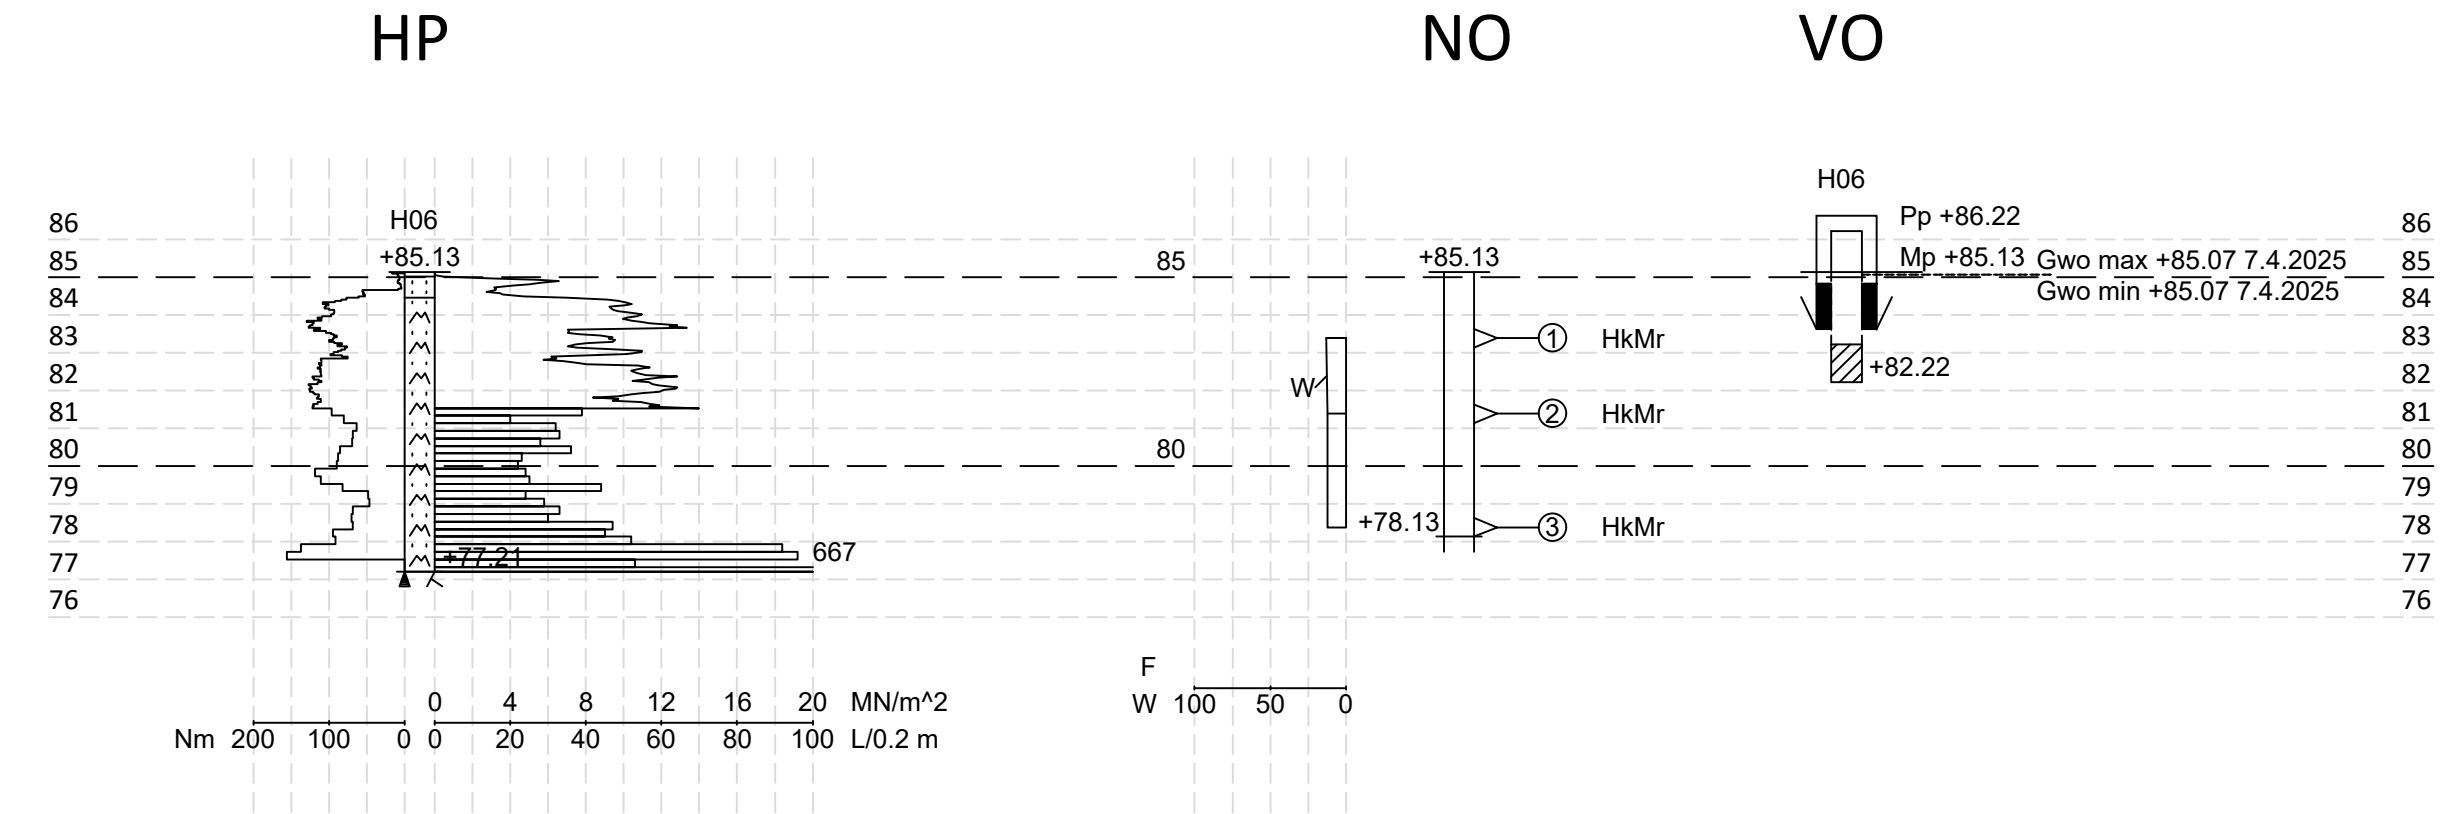 HP NO VO
H06
86 H06 Pp +86.22 86
85 +85.13 85 +85.13 Mp +85.13 Gwo max +85.07 7.4.2025 85
84 Gwo min +85.07 7.4.2025 84
83 1 HkMr 83
82 W +82.22 82
81 2 HkMr 81
80 80 80
79 79
78 +78.13 3 HkMr 78
77 +77.21 667 77
76 76
F
0 4 8 12 16 20 MN/m^2 W 100 50 0
Nm 200 100 0 0 20 40 60 80 100 L/0.2 m